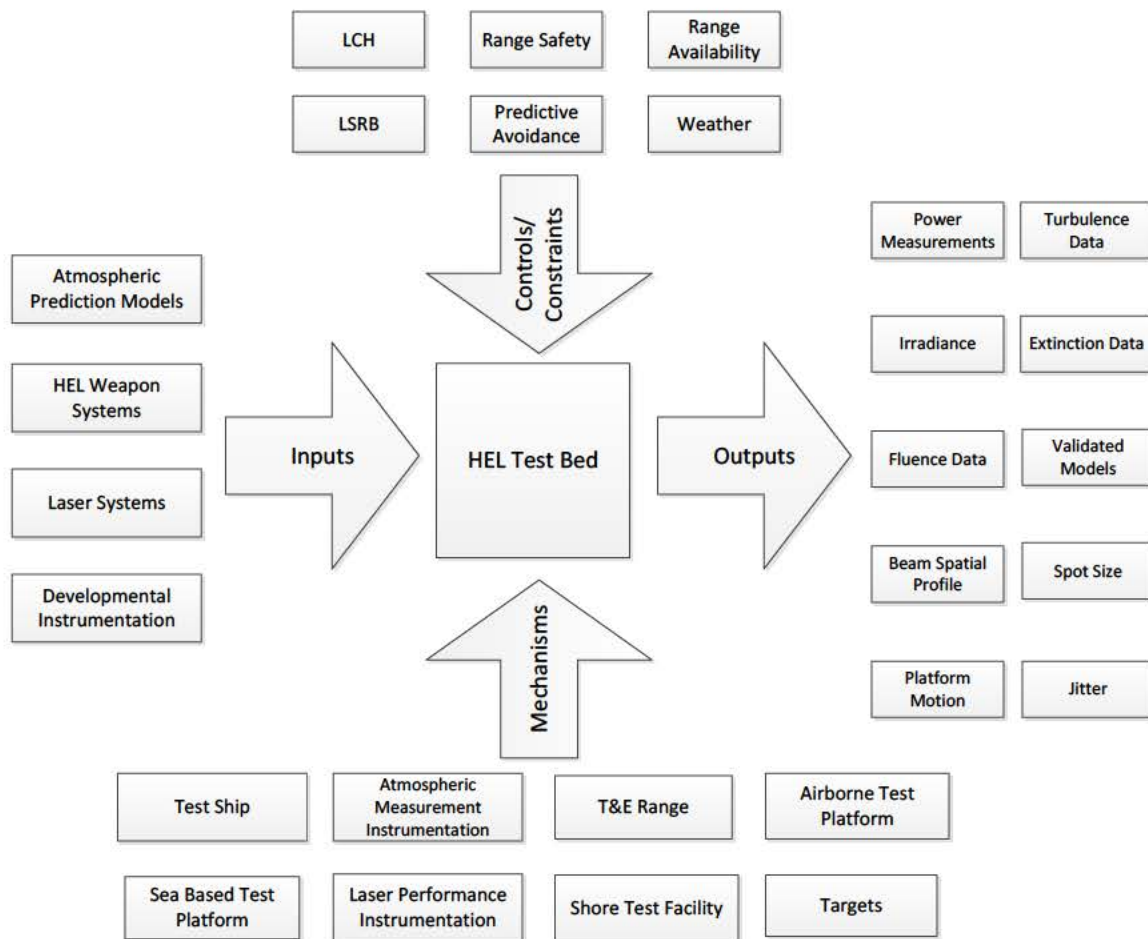 LCH
Range Safety
Range
Availability
LSRB
Predictive
Avoidance
Weather
Controls/
Constraints
Atmospheric
Prediction Models
HEL Weapon
Systems
Laser Systems
Developmental
Instrumentation
Inputs
HEL Test Bed
Outputs
Power
Measurements
Turbulence
Data
Irradiance
Extinction Data
Fluence Data
Validated
Models
Beam Spatial
Profile
Spot Size
Platform
Motion
Jitter
Mechanisms
Test Ship
Atmospheric
Measurement
Instrumentation
T&E Range
Airborne Test
Platform
Sea Based Test
Platform
Laser Performance
Instrumentation
Shore Test Facility
Targets